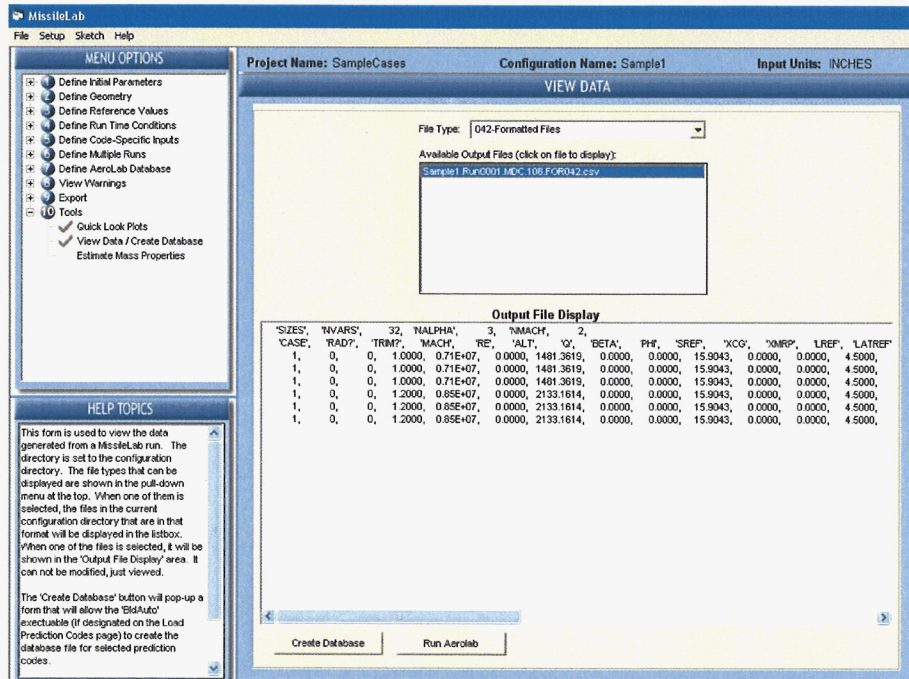 MissileLab
File Setup Sketch Help
MENU OPTIONS
1 Define Initial Parameters
2 Define Geometry
3 Define Reference Values
4 Define Run Time Conditions
5 Define Code-Specific Inputs
6 Define Multiple Runs
7 Define AeroLab Database
8 View Warnings
9 Export
10 Tools
Quick Look Plots
View Data / Create Database
Estimate Mass Properties
HELP TOPICS
This form is used to view the data
generated from a MissileLab run. The
directory is set to the configuration
directory. The file types that can be
displayed are shown in the pull-down
menu at the top. When one of them is
selected, the files in the current
configuration directory that are in that
format will be displayed in the listbox.
When one of the files is selected, it will be
shown in the 'Output File Display' area. It
can not be modified, just viewed.
The 'Create Database' button will pop-up a
form that will allow the 'BldAuto'
exectuable (if designated on the Load
Prediction Codes page) to create the
database file for selected prediction
codes.
Project Name: SampleCases Configuration Name: Sample1 Input Units: INCHES
VIEW DATA
File Type: 042-Formatted Files
Available Output Files (click on file to display):
Sample1.Run0001.MDC.106.FOR042.csv
Output File Display
'SIZES', 'NVARS', 32, 'NALPHA', 3, 'NMACH', 2,
'CASE', 'RAD?', 'TRIM?', 'MACH', 'RE', 'ALT', 'Q', 'BETA', 'PHI', 'SREF', 'XCG', 'XMRP', 'LREF', 'LATREF'
1, 0, 0, 1.0000, 0.71E+07, 0.0000, 1481.3619, 0.0000, 0.0000, 15.9043, 0.0000, 0.0000, 4.5000,
1, 0, 0, 1.0000, 0.71E+07, 0.0000, 1481.3619, 0.0000, 0.0000, 15.9043, 0.0000, 0.0000, 4.5000,
1, 0, 0, 1.0000, 0.71E+07, 0.0000, 1481.3619, 0.0000, 0.0000, 15.9043, 0.0000, 0.0000, 4.5000,
1, 0, 0, 1.2000, 0.85E+07, 0.0000, 2133.1614, 0.0000, 0.0000, 15.9043, 0.0000, 0.0000, 4.5000,
1, 0, 0, 1.2000, 0.85E+07, 0.0000, 2133.1614, 0.0000, 0.0000, 15.9043, 0.0000, 0.0000, 4.5000,
1, 0, 0, 1.2000, 0.85E+07, 0.0000, 2133.1614, 0.0000, 0.0000, 15.9043, 0.0000, 0.0000, 4.5000,
Create Database Run Aerolab